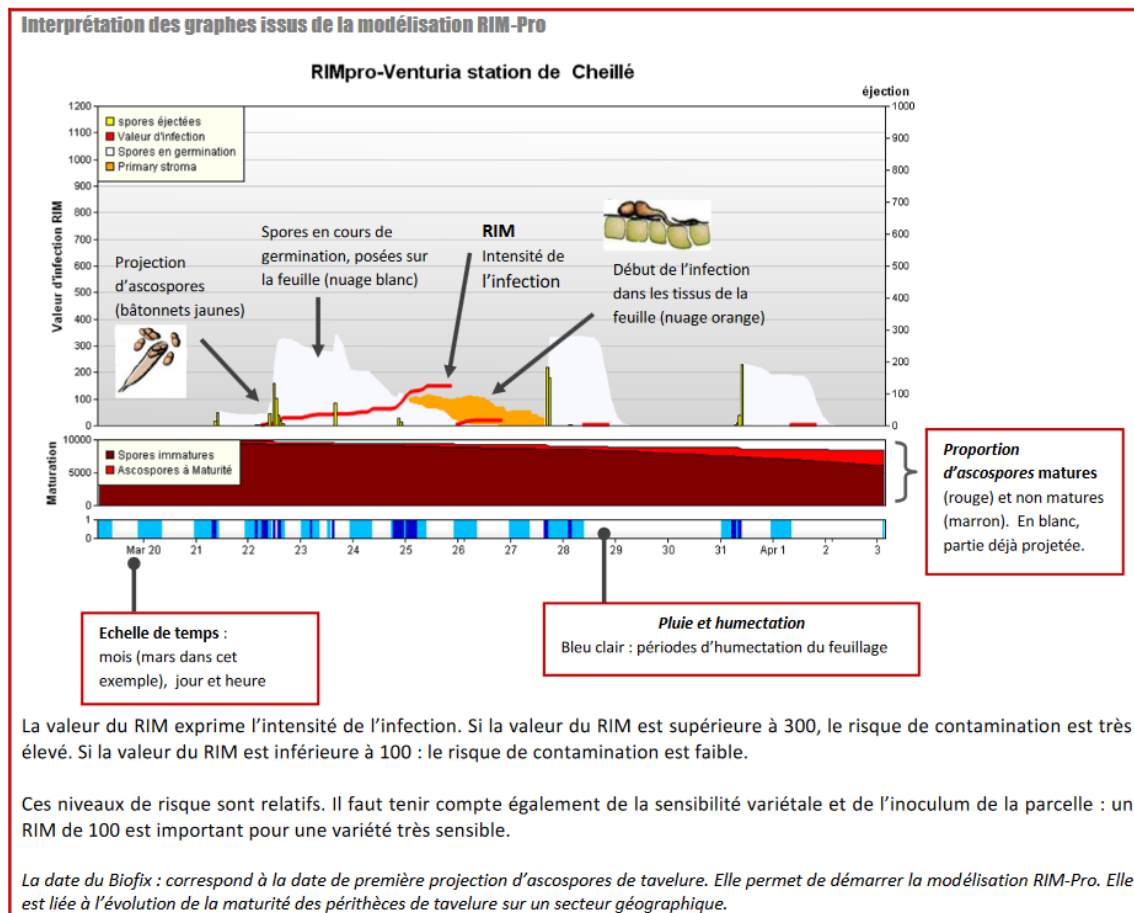 Interprétation des graphes issus de la modélisation RIM-Pro
RIMpro-Venturia station de Cheillé
éjection
1200
1100
1000
900
800
700
600
500
400
300
200
100
0
Valeur d'infection RIM
spores éjectées
Valeur d'infection
Spores en germination
Primary stroma
1000
900
800
700
600
500
400
300
200
100
0
Projection
d'ascospores
(bâtonnets jaunes)
Spores en cours de
germination, posées sur
la feuille (nuage blanc)
RIM
Intensité de
l'infection
Début de l'infection
dans les tissus de la
feuille (nuage orange)
Maturation
10000
5000
0
Spores immatures
Ascospores à Maturité
1
0
1
0
Mar 20 21 22 23 24 25 26 27 28 29 30 31 Apr 1 2 3
Proportion
d'ascospores matures
(rouge) et non matures
(marron). En blanc,
partie déjà projetée.
Echelle de temps :
mois (mars dans cet
exemple), jour et heure
Pluie et humectation
Bleu clair : périodes d'humectation du feuillage
La valeur du RIM exprime l'intensité de l'infection. Si la valeur du RIM est supérieure à 300, le risque de contamination est très
élevé. Si la valeur du RIM est inférieure à 100 : le risque de contamination est faible.
Ces niveaux de risque sont relatifs. Il faut tenir compte également de la sensibilité variétale et de l'inoculum de la parcelle : un
RIM de 100 est important pour une variété très sensible.
La date du Biofix : correspond à la date de première projection d'ascospores de tavelure. Elle permet de démarrer la modélisation RIM-Pro. Elle
est liée à l'évolution de la maturité des périthèces de tavelure sur un secteur géographique.